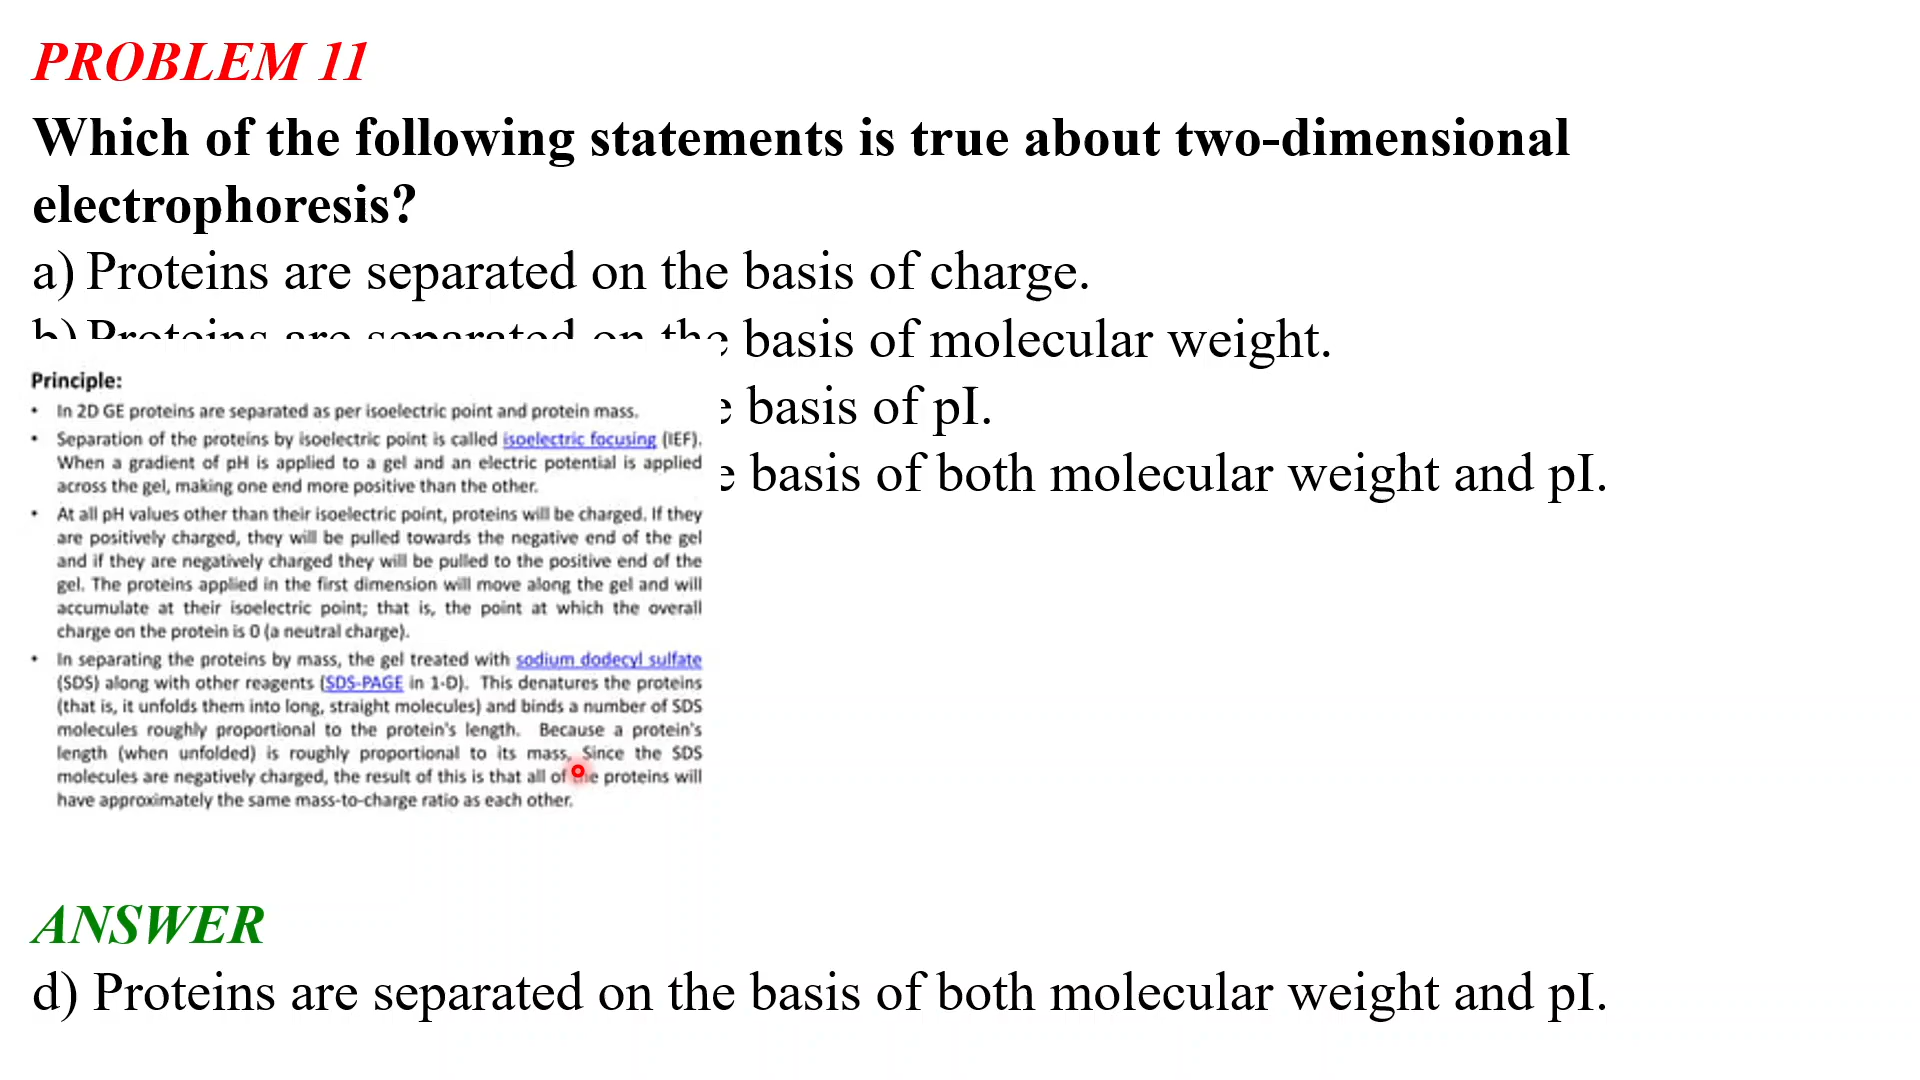 PROBLEM 11
Which of the following statements is true about two-dimensional
electrophoresis?
a) Proteins are separated on the basis of charge.
b) Proteins are separated on the basis of molecular weight.
basis of pI.
basis of both molecular weight and pI.
Principle:
• In 2D GE proteins are separated as per isoelectric point and protein mass.
• Separation of the proteins by isoelectric point is called isoelectric focusing (IEF).
When a gradient of pH is applied to a gel and an electric potential is applied
across the gel, making one end more positive than the other.
• At all pH values other than their isoelectric point, proteins will be charged. If they
are positively charged, they will be pulled towards the negative end of the gel
and if they are negatively charged they will be pulled to the positive end of the
gel. The proteins applied in the first dimension will move along the gel and will
accumulate at their isoelectric point; that is, the point at which the overall
charge on the protein is 0 (a neutral charge).
• In separating the proteins by mass, the gel treated with sodium dodecyl sulfate
(SDS) along with other reagents (SDS-PAGE in 1-D). This denatures the proteins
(that is, it unfolds them into long, straight molecules) and binds a number of SDS
molecules roughly proportional to the protein's length. Because a protein's
length (when unfolded) is roughly proportional to its mass, Since the SDS
molecules are negatively charged, the result of this is that all of the proteins will
have approximately the same mass-to-charge ratio as each other.
ANSWER
d) Proteins are separated on the basis of both molecular weight and pI.